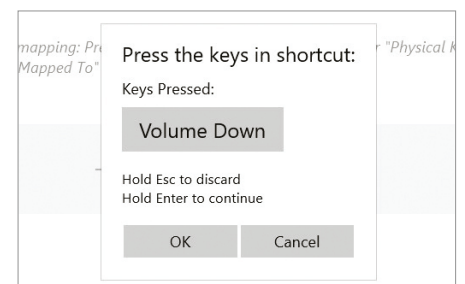 mapping: Pre
r "Physical K
Mapped To"
Press the keys in shortcut:
Keys Pressed:
Volume Down
Hold Esc to discard
Hold Enter to continue
OK
Cancel